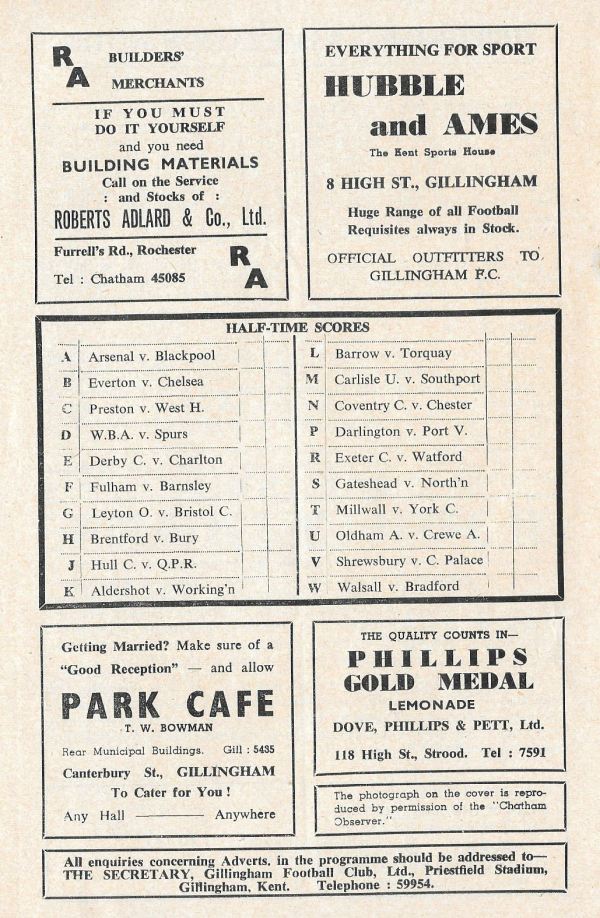 R A BUILDERS'
MERCHANTS
IF YOU MUST
DO IT YOURSELF
and you need
BUILDING MATERIALS
Call on the Service
: and Stocks of :
ROBERTS ADLARD & Co., Ltd.
Furrell's Rd., Rochester
Tel : Chatham 45085
R A
EVERYTHING FOR SPORT
HUBBLE
and AMES
The Kent Sports House
8 HIGH ST., GILLINGHAM
Huge Range of all Football
Requisites always in Stock.
OFFICIAL OUTFITTERS TO
GILLINGHAM F.C.
HALF-TIME SCORES
A Arsenal v. Blackpool
B Everton v. Chelsea
C Preston v. West H.
D W.B.A. v. Spurs
E Derby C. v. Charlton
F Fulham v. Barnsley
G Leyton O. v. Bristol C.
H Brentford v. Bury
J Hull C. v. Q.P.R.
K Aldershot v. Working'n
L Barrow v. Torquay
M Carlisle U. v. Southport
N Coventry C. v. Chester
P Darlington v. Port V.
R Exeter C. v. Watford
S Gateshead v. North'n
T Millwall v. York C.
U Oldham A. v. Crewe A.
V Shrewsbury v. C. Palace
W Walsall v. Bradford
Getting Married? Make sure of a
"Good Reception" — and allow
PARK CAFE
T. W. BOWMAN
Rear Municipal Buildings. Gill : 5435
Canterbury St., GILLINGHAM
To Cater for You !
Any Hall ——— Anywhere
THE QUALITY COUNTS IN—
PHILLIPS
GOLD MEDAL
LEMONADE
DOVE, PHILLIPS & PETT, Ltd.
118 High St., Strood. Tel : 7591
The photograph on the cover is repro-
duced by permission of the "Chatham
Observer."
All enquiries concerning Adverts. in the programme should be addressed to—
THE SECRETARY, Gillingham Football Club, Ltd., Priestfield Stadium,
Gillingham, Kent. Telephone : 59954.